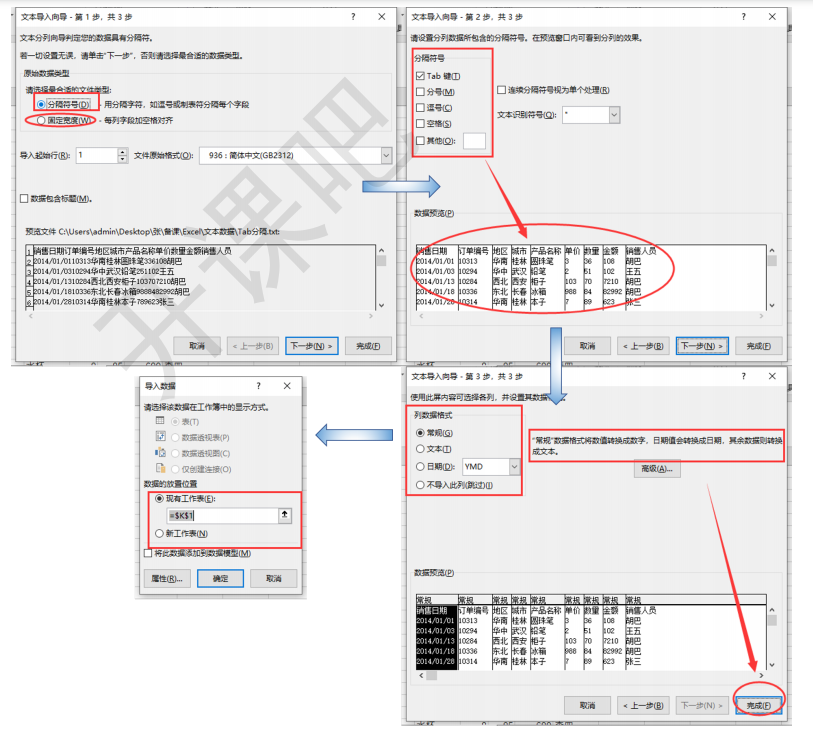 文本导入向导 - 第 1 步，共 3 步
? ×
文本分列向导判定您的数据具有分隔符。
若一切设置无误，请单击“下一步”，否则请选择最合适的数据类型。
原始数据类型
请选择最合适的文件类型:
分隔符号(D) - 用分隔字符，如逗号或制表符分隔每个字段
固定宽度(W) - 每列字段加空格对齐
导入起始行(R): 1 文件原始格式(O): 936 : 简体中文(GB2312)
数据包含标题(M)。
预览文件 C:\Users\admin\Desktop\张\备课\Excel\文本数据\Tab分隔.txt:
1 销售日期订单编号地区城市产品名称单价数量金额销售人员
2 2014/01/0110313华南桂林圆珠笔336108胡巴
3 2014/01/0310294华中武汉铅笔251102王五
4 2014/01/1310284西北西安柜子103707210胡巴
5 2014/01/1810336东北长春冰箱9888482992胡巴
6 2014/01/2810314华南桂林本子789623张三
取消 < 上一步(B) 下一步(N) > 完成(F)
文本导入向导 - 第 2 步，共 3 步
? ×
请设置分列数据所包含的分隔符号。在预览窗口内可看到分列的效果。
分隔符号
Tab 键(T)
分号(M)
逗号(C)
空格(S)
其他(O):
连续分隔符号视为单个处理(R)
文本识别符号(Q): "
数据预览(P)
销售日期 订单编号 地区 城市 产品名称 单价 数量 金额 销售人员
2014/01/01 10313 华南 桂林 圆珠笔 3 36 108 胡巴
2014/01/03 10294 华中 武汉 铅笔 2 51 102 王五
2014/01/13 10284 西北 西安 柜子 103 70 7210 胡巴
2014/01/18 10336 东北 长春 冰箱 988 84 82992 胡巴
2014/01/28 10314 华南 桂林 本子 7 89 623 张三
取消 < 上一步(B) 下一步(N) > 完成(F)
导入数据
? ×
请选择该数据在工作簿中的显示方式。
表(T)
数据透视表(P)
数据透视图(C)
仅创建连接(O)
数据的放置位置
现有工作表(E):
=$K$1
新工作表(N)
将此数据添加到数据模型(M)
属性(R)... 确定 取消
文本导入向导 - 第 3 步，共 3 步
? ×
使用此屏内容可选择各列，并设置其数据
列数据格式
常规(G)
文本(T)
日期(D): YMD
不导入此列(跳过)(I)
“常规”数据格式将数值转换成数字，日期值会转换成日期，其余数据则转换
成文本。
高级(A)...
数据预览(P)
常规 常规 常规 常规 常规 常规 常规 常规 常规
销售日期 订单编号 地区 城市 产品名称 单价 数量 金额 销售人员
2014/01/01 10313 华南 桂林 圆珠笔 3 36 108 胡巴
2014/01/03 10294 华中 武汉 铅笔 2 51 102 王五
2014/01/13 10284 西北 西安 柜子 103 70 7210 胡巴
2014/01/18 10336 东北 长春 冰箱 988 84 82992 胡巴
2014/01/28 10314 华南 桂林 本子 7 89 623 张三
取消 < 上一步(B) 下一步(N) > 完成(F)
开课吧